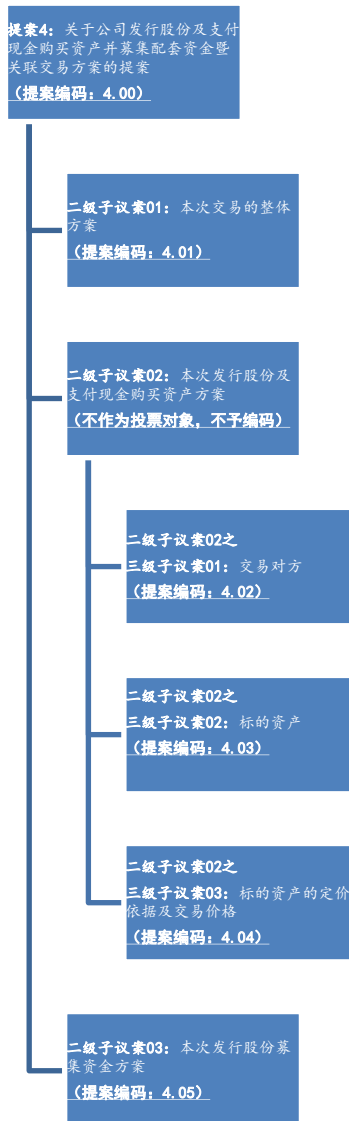 提案4：关于公司发行股份及支付
现金购买资产并募集配套资金暨
关联交易方案的提案
（提案编码：4.00）
二级子议案01：本次交易的整体
方案
（提案编码：4.01）
二级子议案02：本次发行股份及
支付现金购买资产方案
（不作为投票对象，不予编码）
二级子议案02之
三级子议案01：交易对方
（提案编码：4.02）
二级子议案02之
三级子议案02：标的资产
（提案编码：4.03）
二级子议案02之
三级子议案03：标的资产的定价
依据及交易价格
（提案编码：4.04）
二级子议案03：本次发行股份募
集资金方案
（提案编码：4.05）